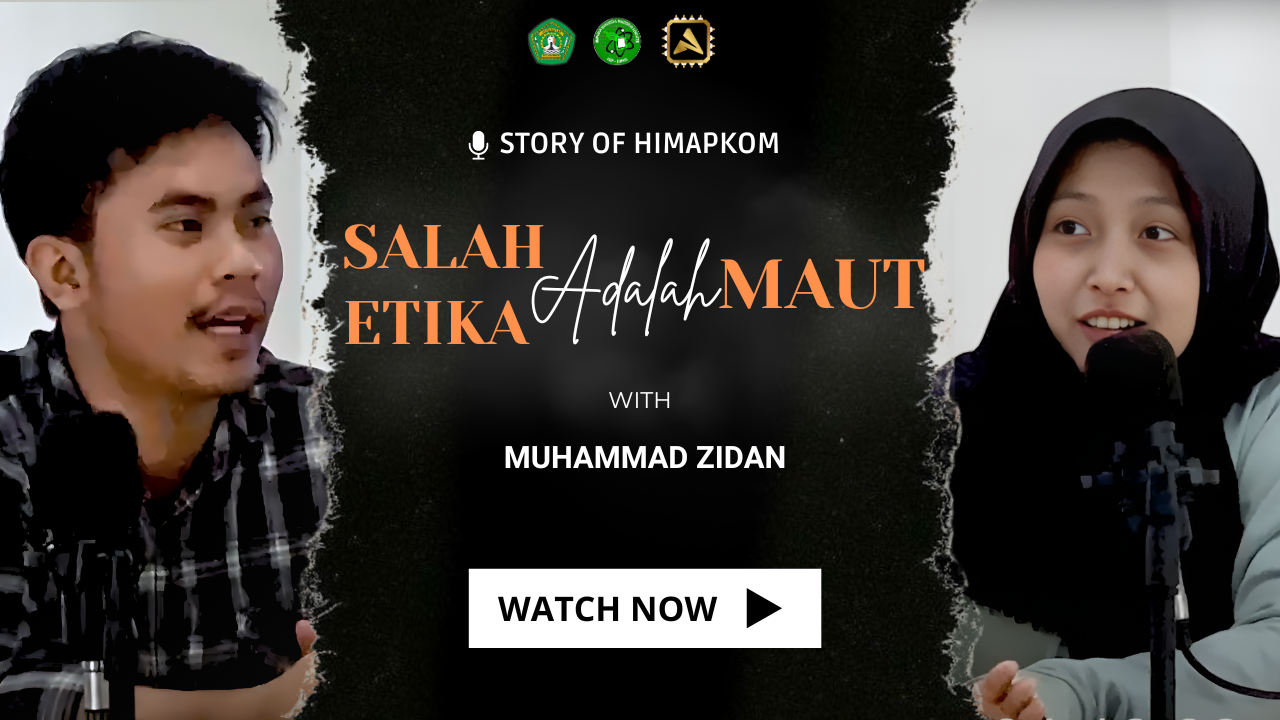 STORY OF HIMAPKOM
SALAH
ETIKA
Adalah
MAUT
WITH
MUHAMMAD ZIDAN
WATCH NOW